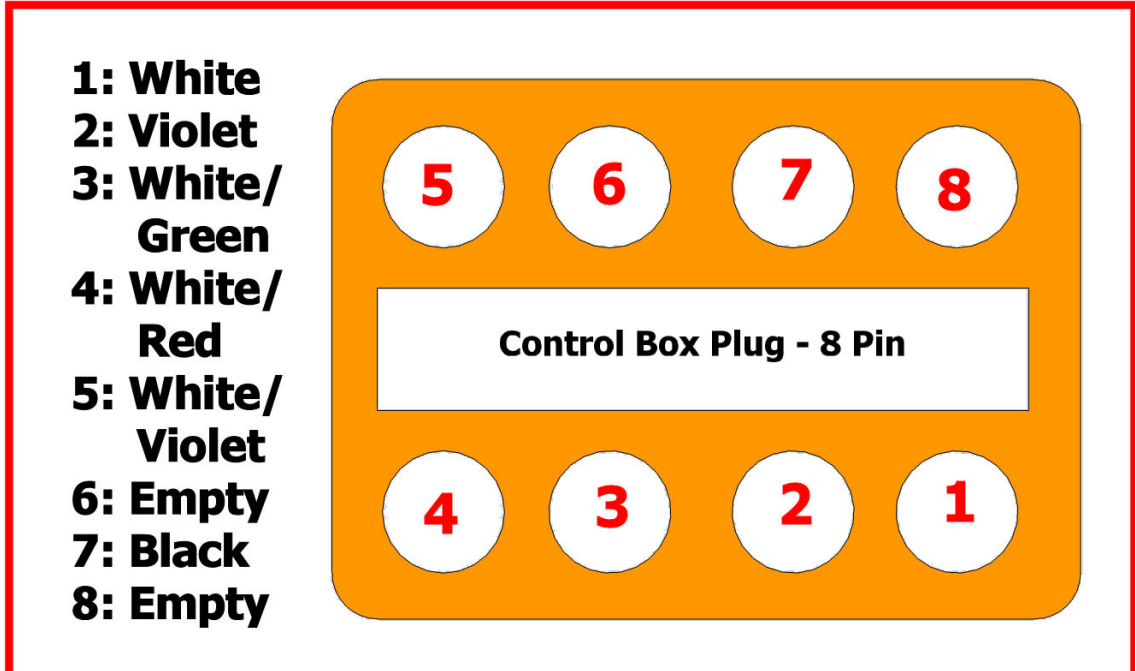 1: White
2: Violet
3: White/
Green
4: White/
Red
5: White/
Violet
6: Empty
7: Black
8: Empty
5 6 7 8
Control Box Plug - 8 Pin
4 3 2 1